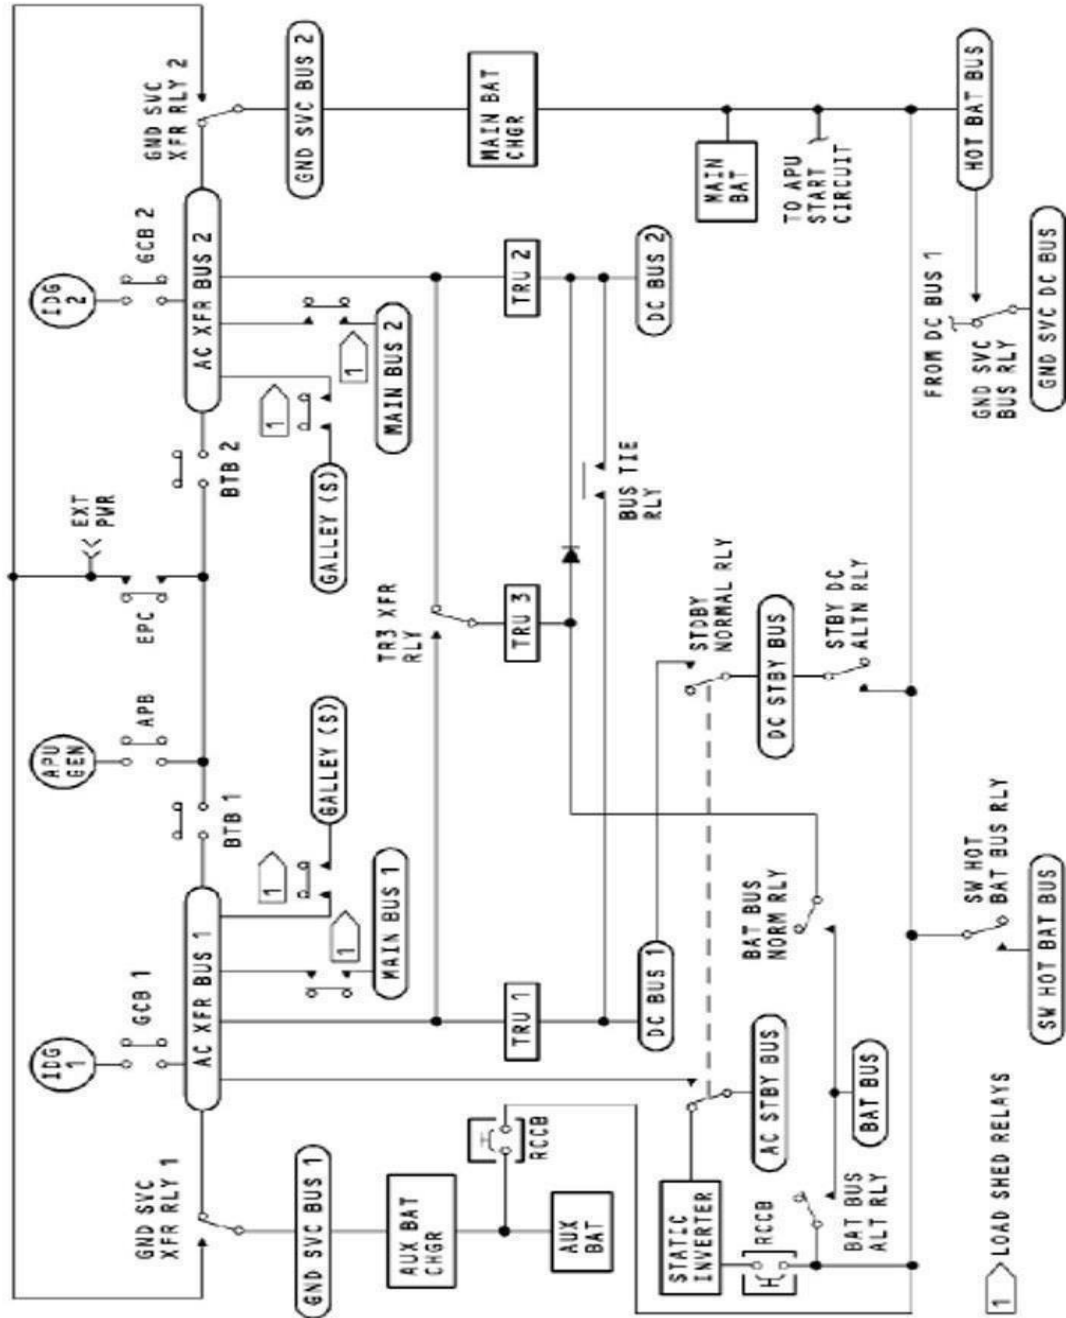 IDG
1
GCB 1
APU
GEN
APB
EPC
EXT
PWR
IDG
2
GCB 2
GND SVC
XFR RLY 1
AC XFR BUS 1
BTB 1
BTB 2
AC XFR BUS 2
GND SVC
XFR RLY 2
GND SVC BUS 1
MAIN BUS 1
1
1
GALLEY (S)
GALLEY (S)
1
1
MAIN BUS 2
GND SVC BUS 2
AUX BAT
CHGR
TR3 XFR
RLY
MAIN BAT
CHGR
RCCB
AUX
BAT
TRU 1
TRU 3
TRU 2
BUS TIE
RLY
DC BUS 1
DC BUS 2
STATIC
INVERTER
STDBY
NORMAL RLY
MAIN
BAT
AC STBY BUS
BAT BUS
NORM RLY
DC STBY BUS
TO APU
START
CIRCUIT
RCCB
BAT BUS
ALT RLY
BAT BUS
STBY DC
ALTN RLY
HOT BAT BUS
FROM DC BUS 1
GND SVC
BUS RLY
GND SVC DC BUS
SW HOT
BAT BUS RLY
SW HOT BAT BUS
1 LOAD SHED RELAYS